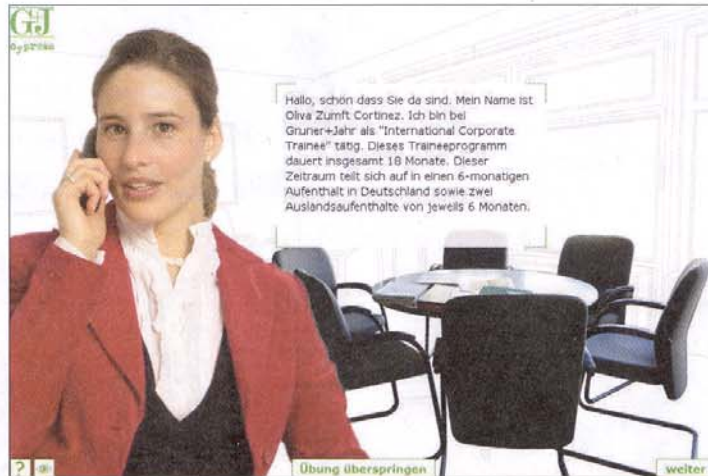 G+J
cypress
Hallo, schön dass Sie da sind. Mein Name ist
Oliva Zumft Cortinez. Ich bin bei
Gruner+Jahr als "International Corporate
Trainee" tätig. Dieses Traineeprogramm
dauert insgesamt 18 Monate. Dieser
Zeitraum teilt sich auf in einen 6-monatigen
Aufenthalt in Deutschland sowie zwei
Auslandsaufenthalte von jeweils 6 Monaten.
?
Übung überspringen
weiter